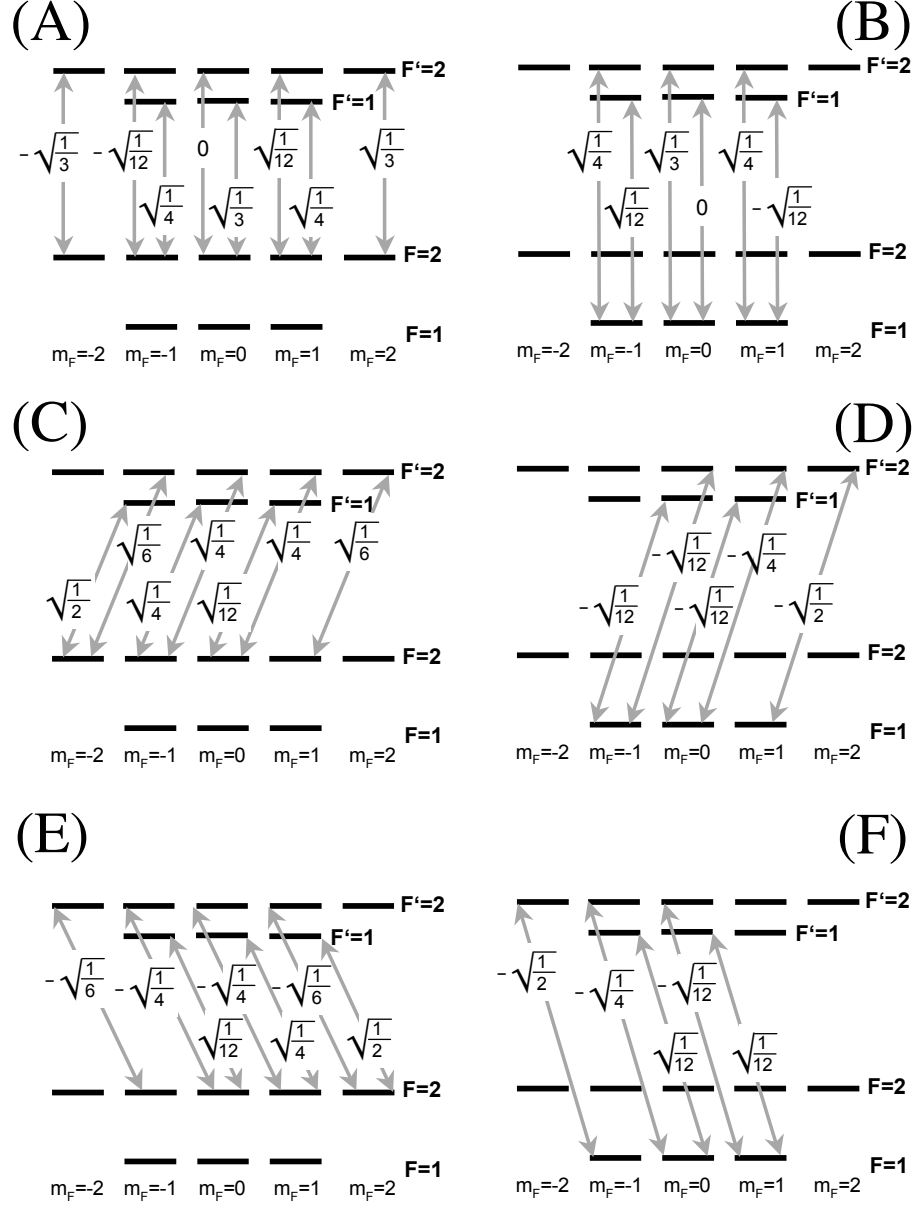 (A)
F‘=2
F‘=1
-√1/3
-√1/12
0
√1/12
√1/3
√1/4
√1/3
√1/4
F=2
F=1
m_F=-2 m_F=-1 m_F=0 m_F=1 m_F=2
(B)
F‘=2
F‘=1
√1/4
√1/3
√1/4
√1/12
0
-√1/12
F=2
F=1
m_F=-2 m_F=-1 m_F=0 m_F=1 m_F=2
(C)
F‘=2
F‘=1
√1/6
√1/4
√1/4
√1/6
√1/2
√1/4
√1/12
F=2
F=1
m_F=-2 m_F=-1 m_F=0 m_F=1 m_F=2
(D)
F‘=2
F‘=1
-√1/12
-√1/4
-√1/12
-√1/12
-√1/2
F=2
F=1
m_F=-2 m_F=-1 m_F=0 m_F=1 m_F=2
(E)
F‘=2
F‘=1
-√1/6
-√1/4
-√1/4
-√1/6
√1/12
√1/4
√1/2
F=2
F=1
m_F=-2 m_F=-1 m_F=0 m_F=1 m_F=2
(F)
F‘=2
F‘=1
-√1/2
-√1/4
-√1/12
√1/12
√1/12
F=2
F=1
m_F=-2 m_F=-1 m_F=0 m_F=1 m_F=2